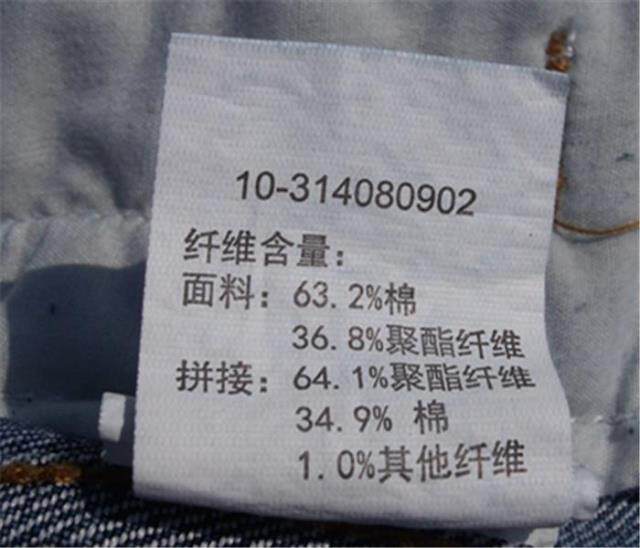 10-314080902
纤维含量:
面料: 63.2%棉
36.8%聚酯纤维
拼接: 64.1%聚酯纤维
34.9% 棉
1.0%其他纤维